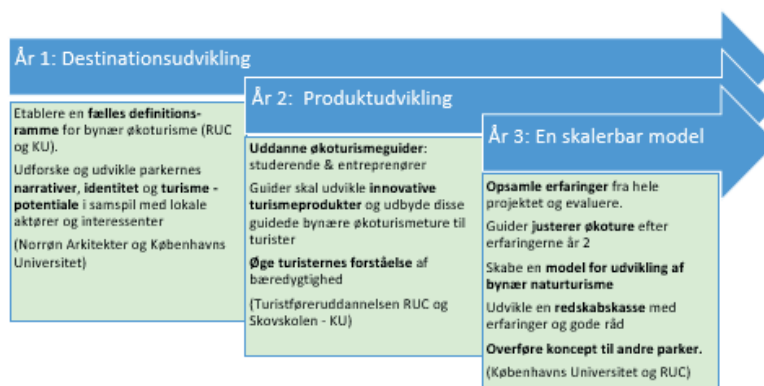 År 1: Destinationsudvikling
Etablere en fælles definitions-
ramme for bynær økoturisme (RUC
og KU).
Udforske og udvikle parkernes
narrativer, identitet og turisme -
potentiale i samspil med lokale
aktører og interessenter
(Norrøn Arkitekter og Københavns
Universitet)
År 2:  Produktudvikling
Uddanne økoturismeguider:
studerende & entreprenører
Guider skal udvikle innovative
turismeprodukter og udbyde disse
guidede bynære økoturismeture til
turister
Øge turisternes forståelse af
bæredygtighed
(Turistføreruddannelsen RUC og
Skovskolen - KU)
År 3: En skalerbar model
Opsamle erfaringer fra hele
projektet og evaluere.
Guider justerer økoture efter
erfaringerne år 2
Skabe en model for udvikling af
bynær naturturisme
Udvikle en redskabskasse med
erfaringer og gode råd
Overføre koncept til andre parker.
(Københavns Universitet og RUC)